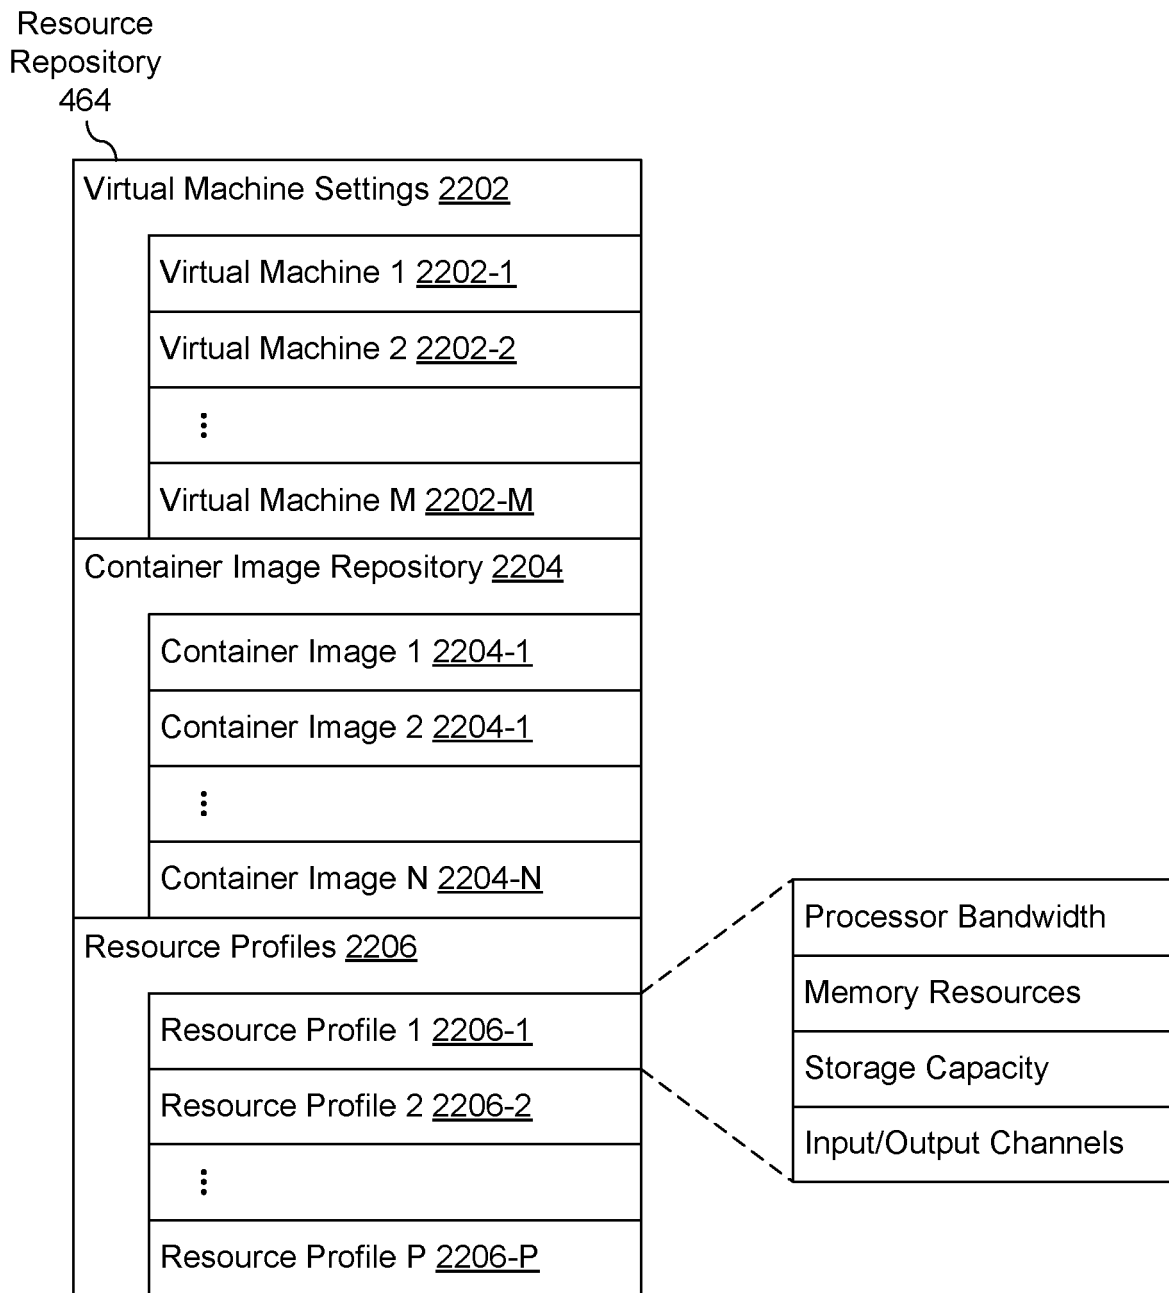 Resource
Repository
464
Virtual Machine Settings 2202
Virtual Machine 1 2202-1
Virtual Machine 2 2202-2
⋮
Virtual Machine M 2202-M
Container Image Repository 2204
Container Image 1 2204-1
Container Image 2 2204-1
⋮
Container Image N 2204-N
Resource Profiles 2206
Resource Profile 1 2206-1
Resource Profile 2 2206-2
⋮
Resource Profile P 2206-P
Processor Bandwidth
Memory Resources
Storage Capacity
Input/Output Channels